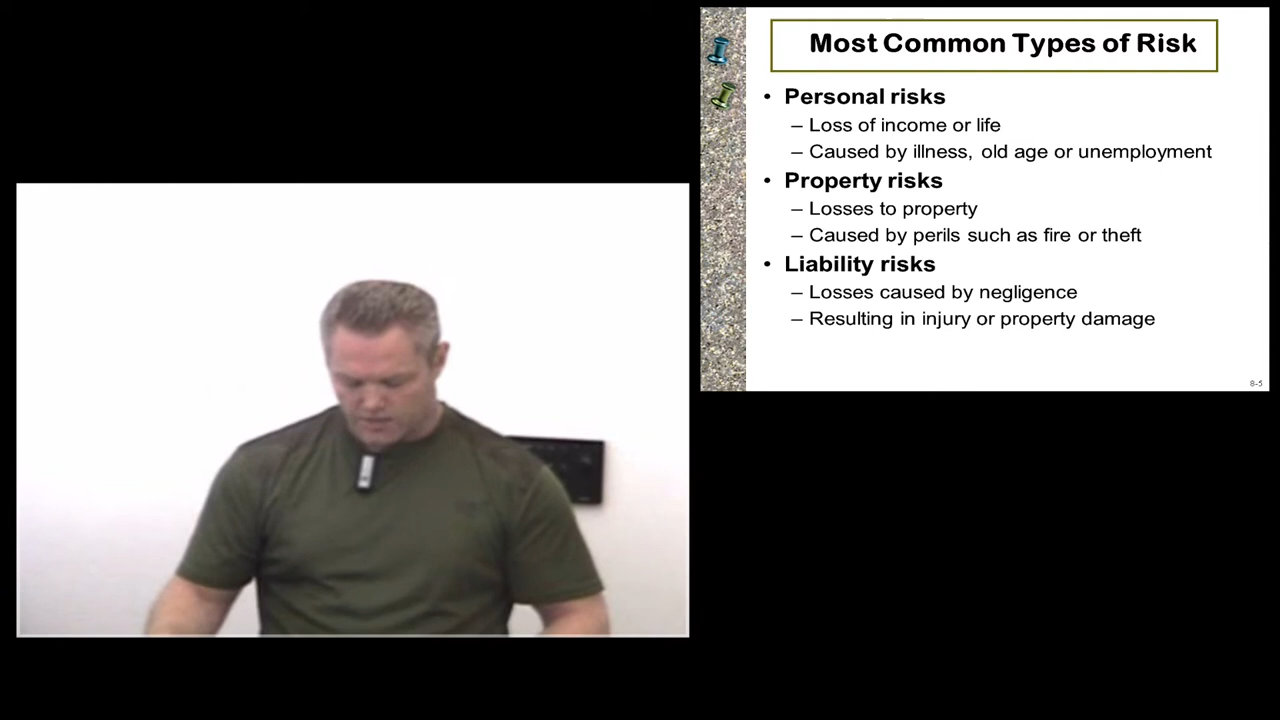 Most Common Types of Risk
• Personal risks
– Loss of income or life
– Caused by illness, old age or unemployment
• Property risks
– Losses to property
– Caused by perils such as fire or theft
• Liability risks
– Losses caused by negligence
– Resulting in injury or property damage
8-5